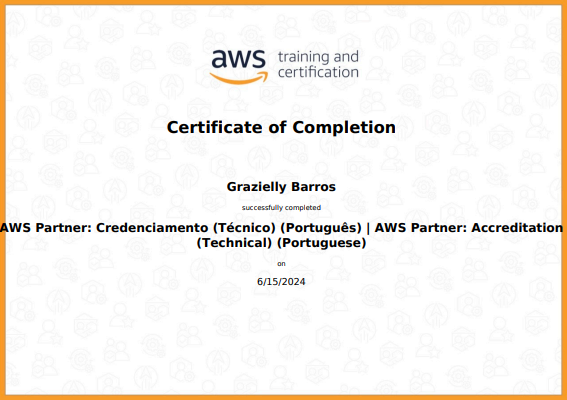 aws training and
certification
Certificate of Completion
Grazielly Barros
successfully completed
AWS Partner: Credenciamento (Técnico) (Português) | AWS Partner: Accreditation
(Technical) (Portuguese)
on
6/15/2024